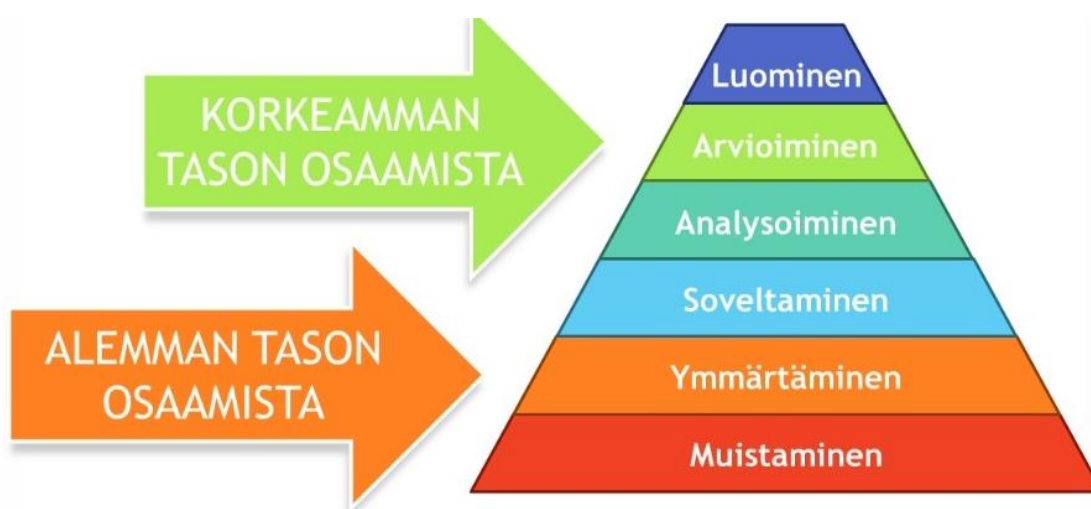 KORKEAMMAN
TASON OSAAMISTA
ALEMMAN TASON
OSAAMISTA
Luominen
Arvioiminen
Analysoiminen
Soveltaminen
Ymmärtäminen
Muistaminen